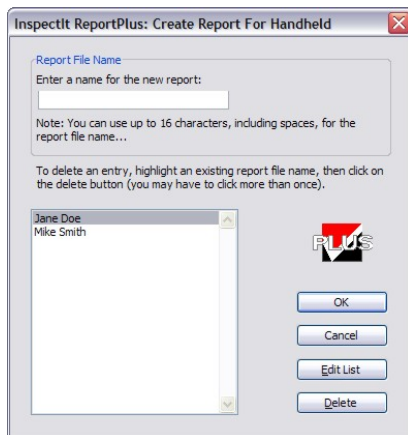 InspectIt ReportPlus: Create Report For Handheld
Report File Name
Enter a name for the new report:
Note: You can use up to 16 characters, including spaces, for the
report file name...
To delete an entry, highlight an existing report file name, then click on
the delete button (you may have to click more than once).
Jane Doe
Mike Smith
PLUS
OK
Cancel
Edit List
Delete